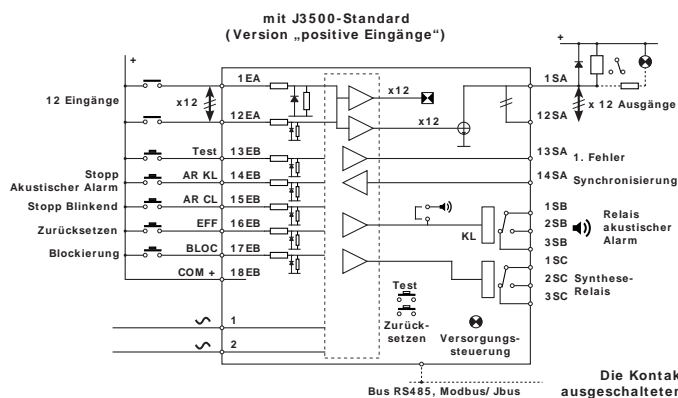 mit J3500-Standard
(Version „positive Eingänge“)
+
+
1EA
1SA
12 Eingänge
x12
x12
x12
x 12 Ausgänge
12EA
12SA
Test
13EB
13SA
1. Fehler
Stopp
Akustischer Alarm
AR KL
14EB
14SA
Synchronisierung
Stopp Blinkend
AR CL
15EB
1SB
Zurücksetzen
EFF
16EB
2SB
Relais
akustischer
Alarm
KL
3SB
Blockierung
BLOC
17EB
1SC
COM +
18EB
2SC
Synthese-
Relais
3SC
Test
Zurück-
setzen
Versorgungs-
steuerung
1
2
Bus RS485, Modbus/ Jbus
Die Kontak
ausgeschalteten